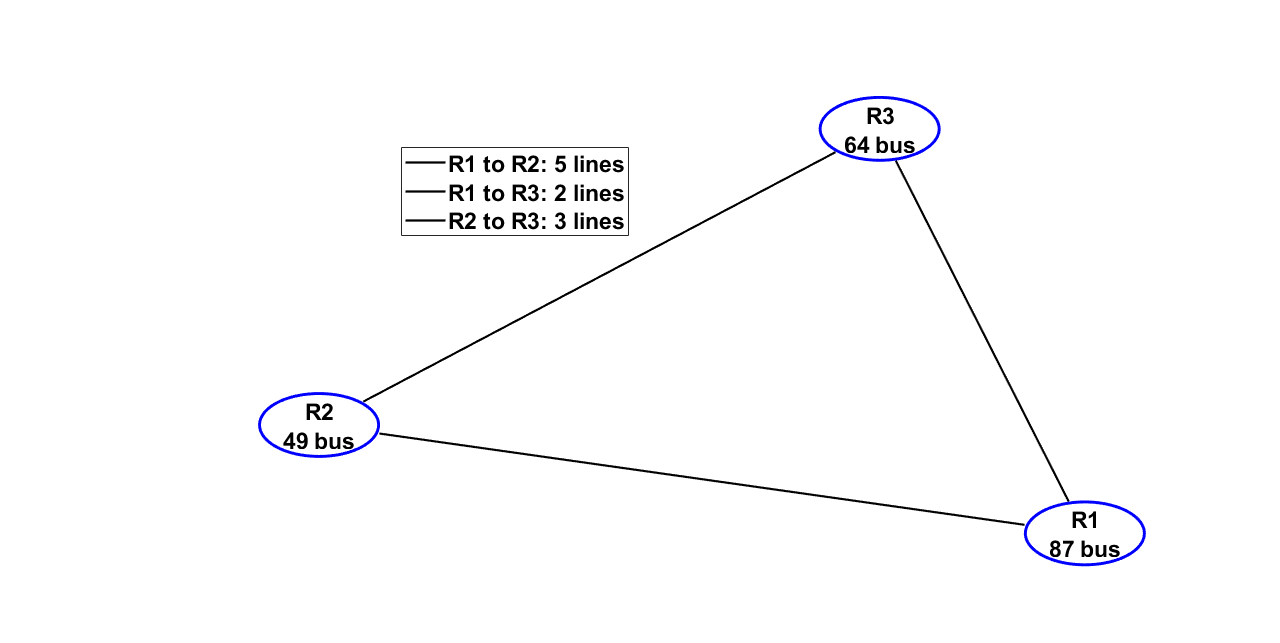 R3
64 bus
R1 to R2: 5 lines
R1 to R3: 2 lines
R2 to R3: 3 lines
R2
49 bus
R1
87 bus